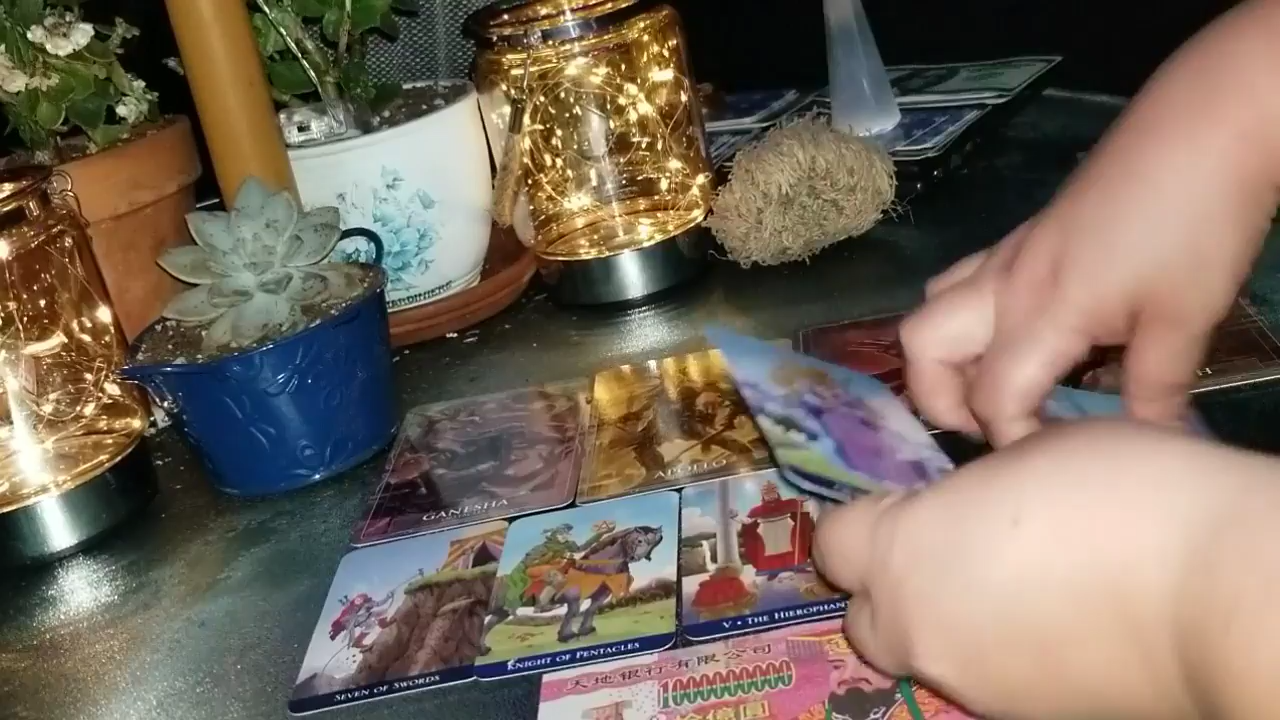 JARDINIERE
GANESHA
APOLLO
SEVEN OF SWORDS
KNIGHT OF PENTACLES
V • THE HIEROPHANT
天地银行有限公司
1000000000